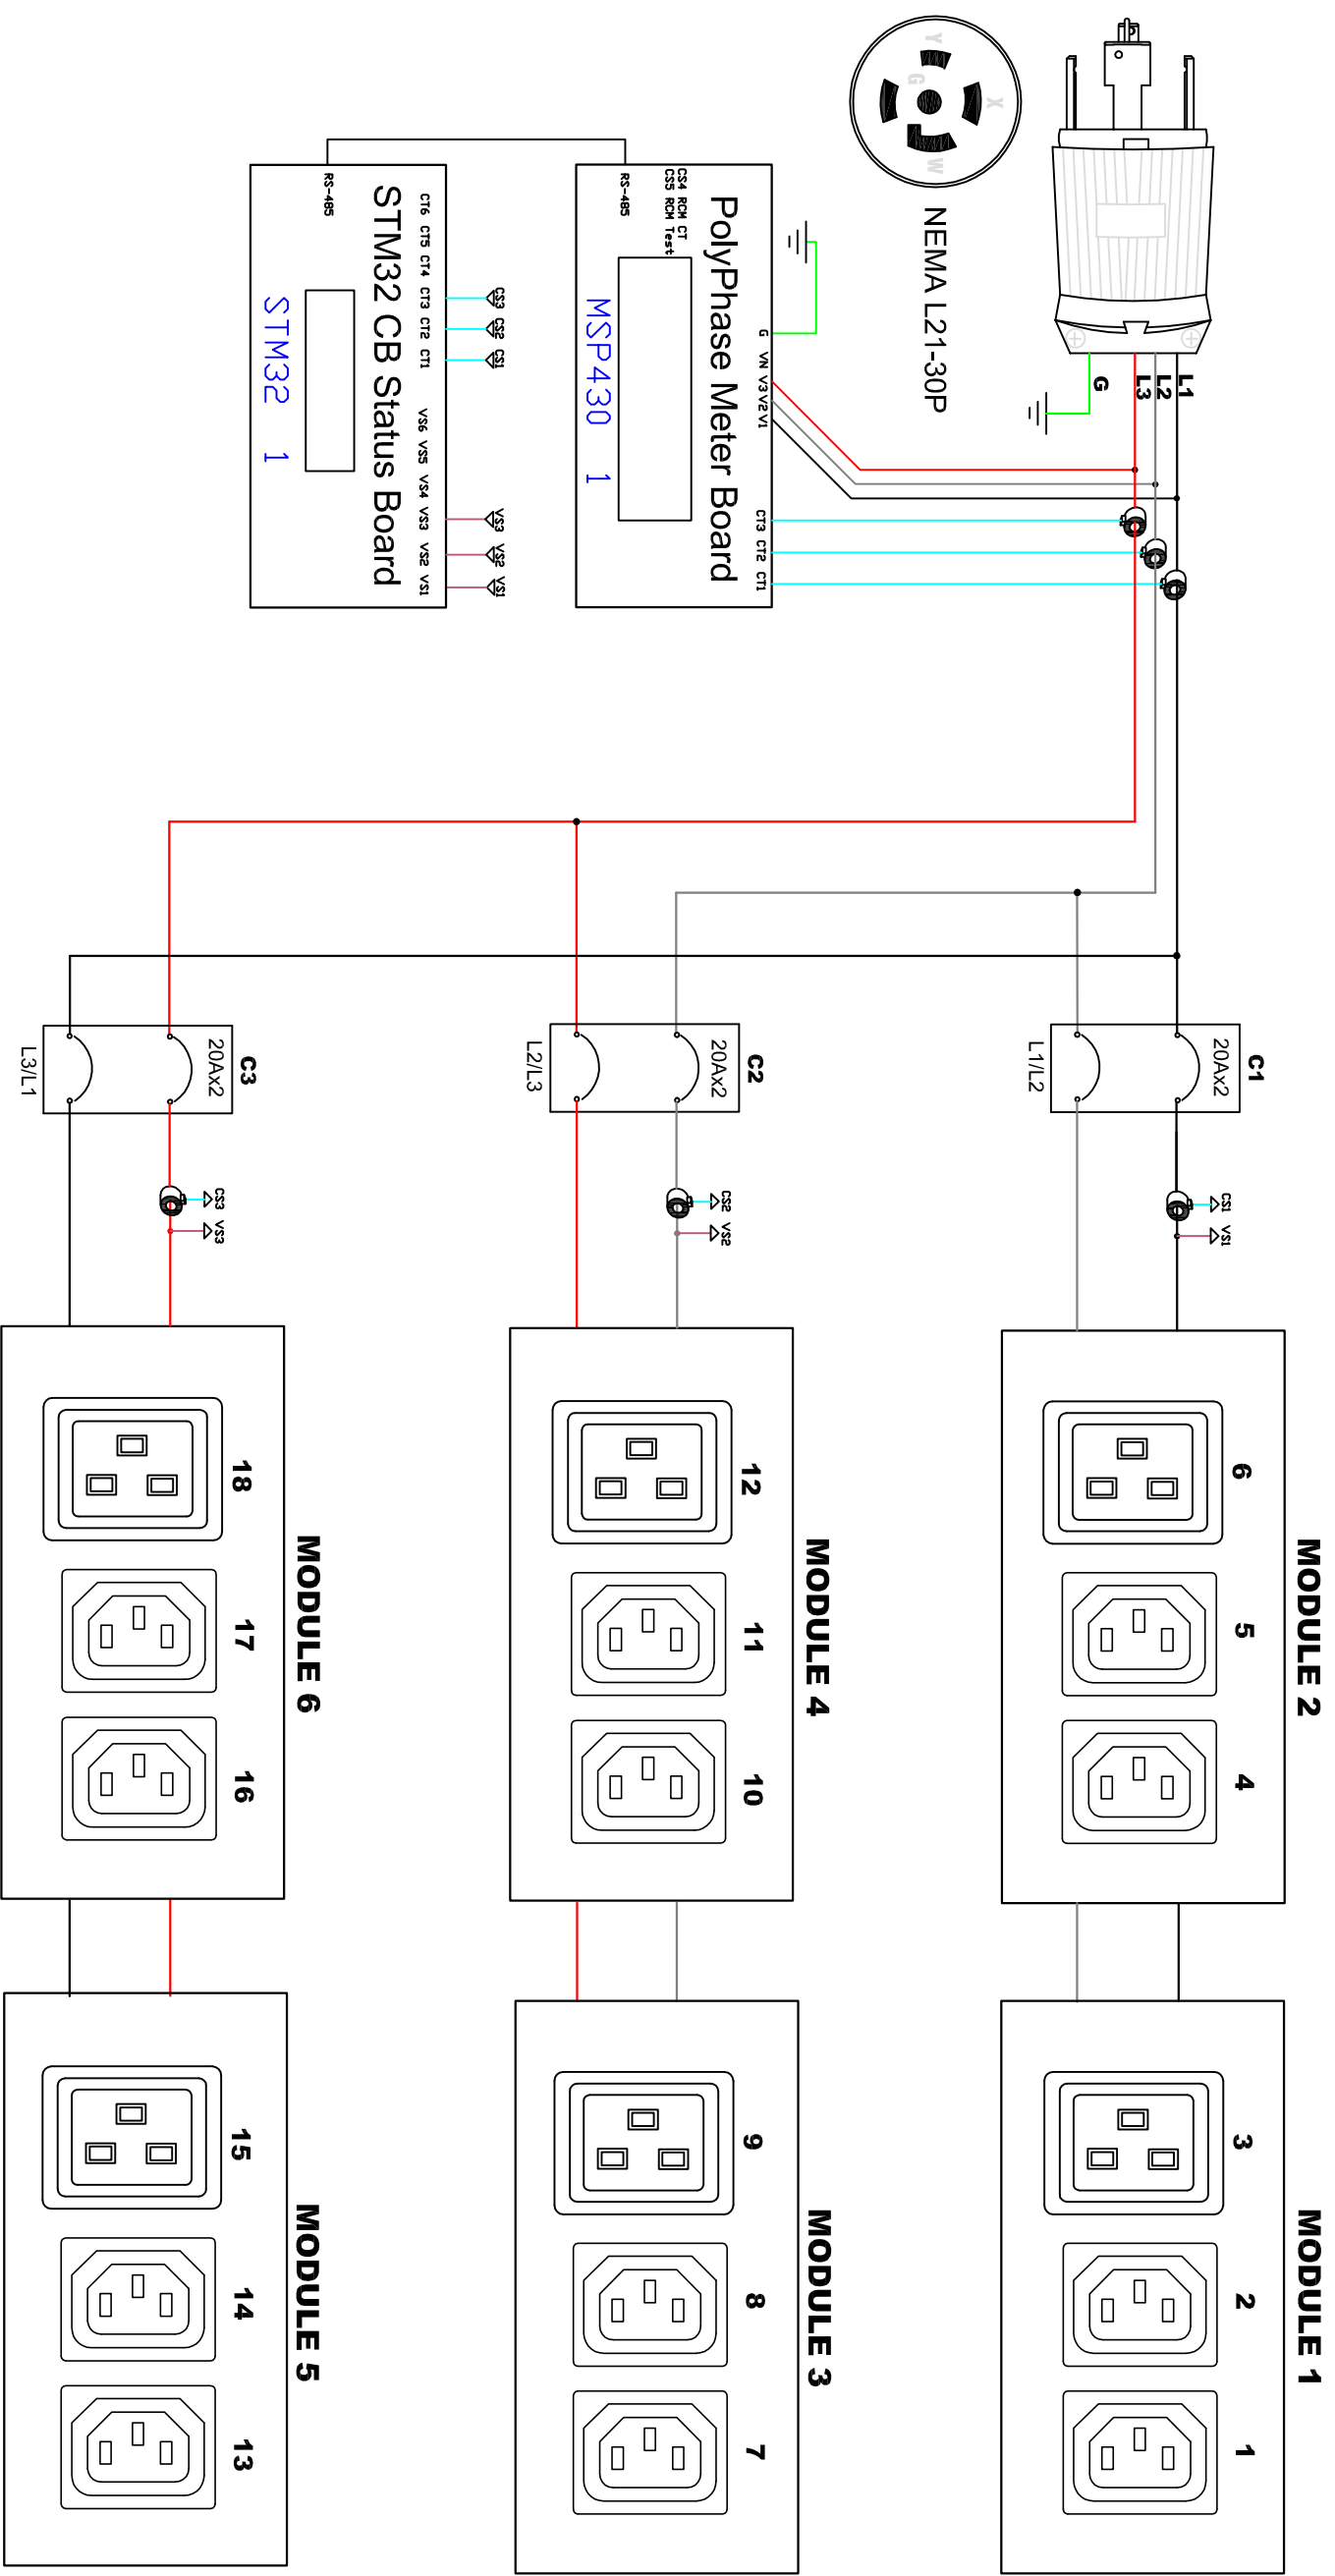 L1
L2
L3
G
NEMA L21-30P
Y
G
X
W
G
VN
V3
V2
V1
CT3
CT2
CT1
PolyPhase Meter Board
CS4 RCM CT
CS5 RCM Test
RS-485
MSP430 1
CS3
CS2
CS1
VS3
VS2
VS1
CT6 CT5 CT4 CT3 CT2 CT1
VS6 VS5 VS4 VS3 VS2 VS1
STM32 CB Status Board
RS-485
STM32 1
C1
20Ax2
L1/L2
CS1
VS1
MODULE 2
6
5
4
MODULE 1
3
2
1
C2
20Ax2
L2/L3
CS2
VS2
MODULE 4
12
11
10
MODULE 3
9
8
7
C3
20Ax2
L3/L1
CS3
VS3
MODULE 6
18
17
16
MODULE 5
15
14
13